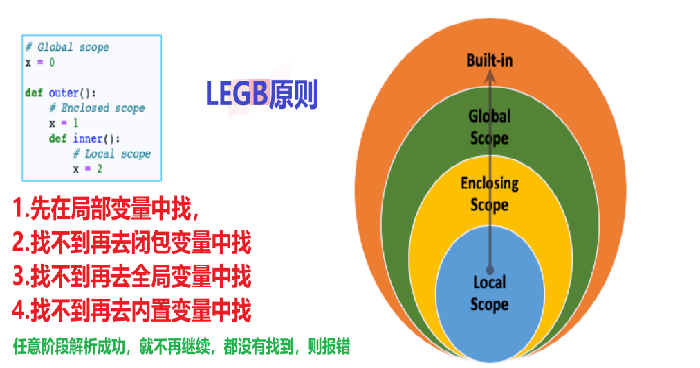 # Global scope
x = 0
def outer():
# Enclosed scope
x = 1
def inner():
# Local scope
x = 2
LEGB原则
1.先在局部变量中找，
2.找不到再去闭包变量中找
3.找不到再去全局变量中找
4.找不到再去内置变量中找
任意阶段解析成功，就不再继续，都没有找到，则报错
Built-in
Global
Scope
Enclosing
Scope
Local
Scope